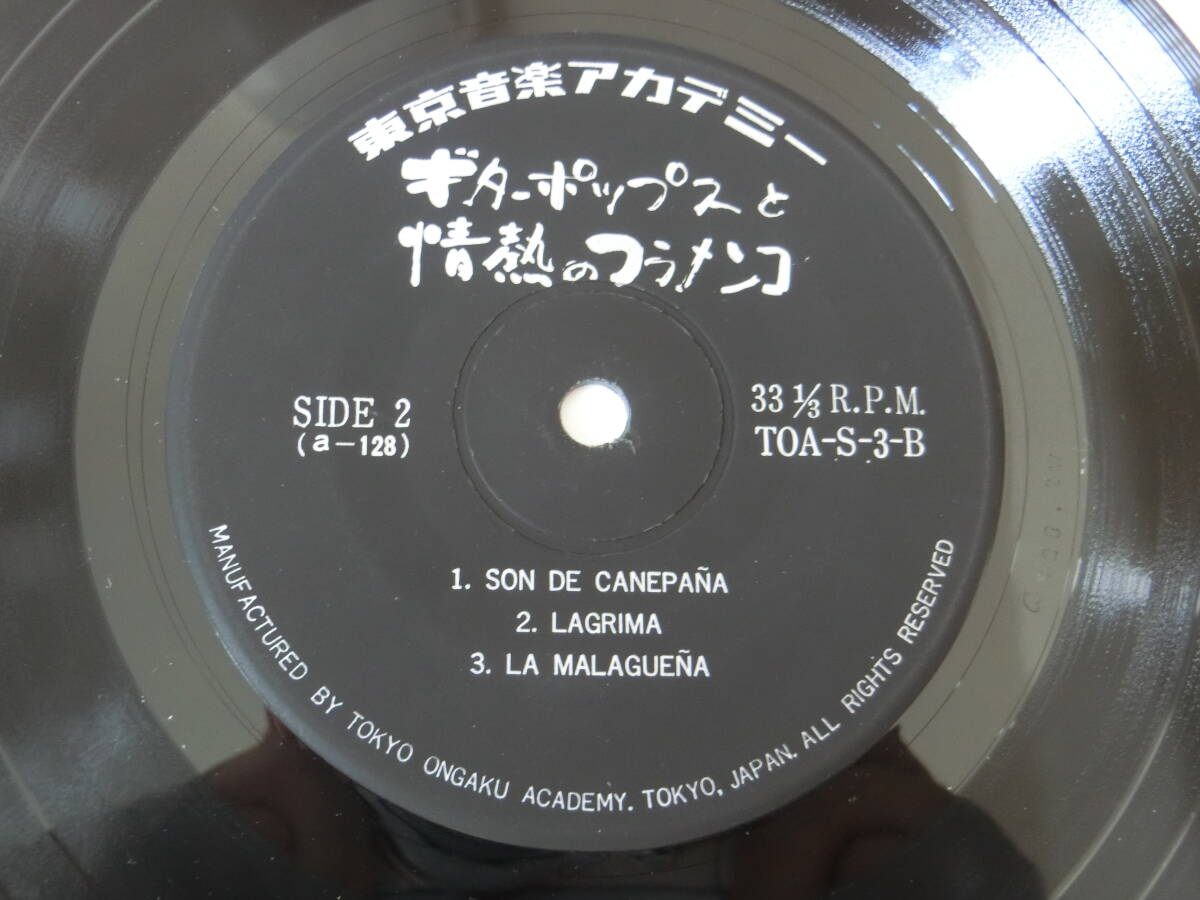 東京音楽アカデミー
ギターポップスと
情熱のフラメンコ
SIDE 2
(a-128)
33 ⅓ R.P.M.
TOA-S-3-B
1. SON DE CANEPAÑA
2. LAGRIMA
3. LA MALAGUEÑA
MANUFACTURED BY TOKYO ONGAKU ACADEMY. TOKYO, JAPAN. ALL RIGHTS RESERVED